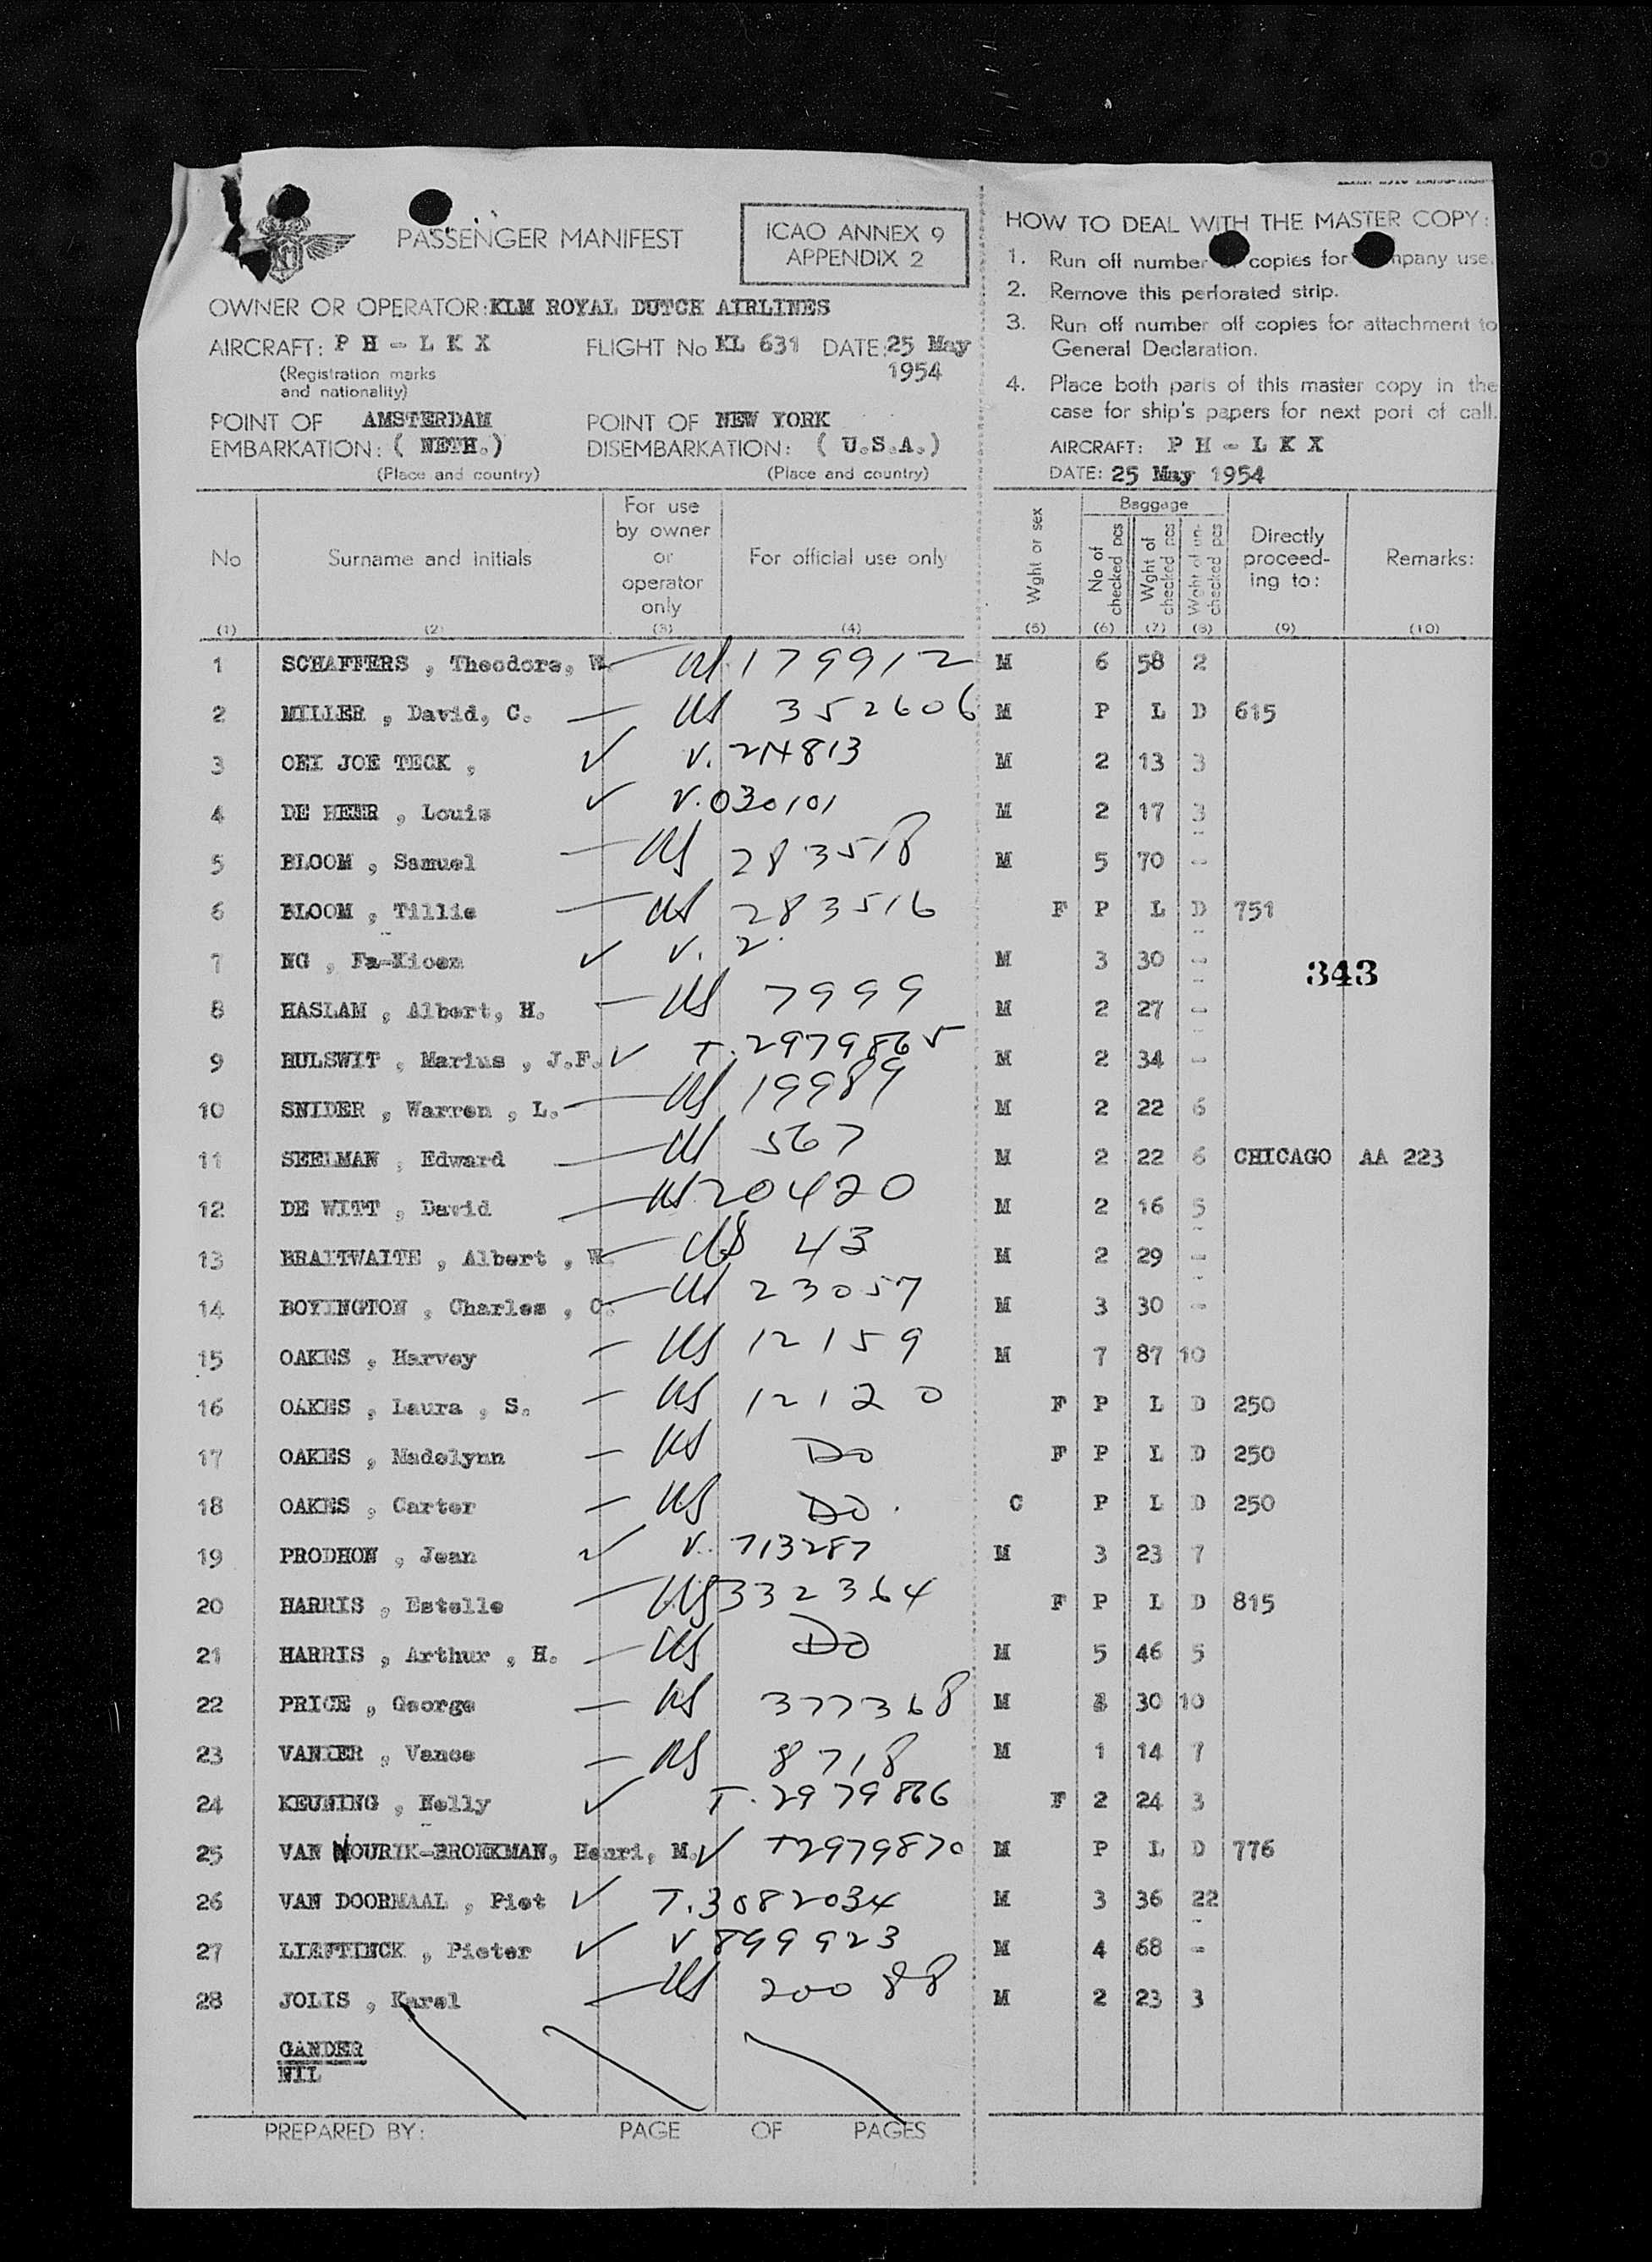 PASSENGER MANIFEST
ICAO ANNEX 9
APPENDIX 2
OWNER OR OPERATOR: KLM ROYAL DUTCH AIRLINES
AIRCRAFT: P H - L K X FLIGHT No KL 631 DATE: 25 May 1954
(Registration marks
and nationality)
POINT OF AMSTERDAM POINT OF NEW YORK
EMBARKATION: ( NETH.) DISEMBARKATION: ( U.S.A.)
(Place and country) (Place and country)
HOW TO DEAL WITH THE MASTER COPY:
1. Run off number copies for use.
2. Remove this perforated strip.
3. Run off number off copies for attachment to
General Declaration.
4. Place both parts of this master copy in the
case for ship's papers for next port of call.
AIRCRAFT: P H - L K X
DATE: 25 May 1954
No Surname and initials For use by owner or operator only For official use only Wght or sex Baggage No of checked pcs Wght of checked pcs Wght of un-checked pcs Directly proceed-ing to: Remarks:
(1) (2) (3) (4) (5) (6) (7) (8) (9) (10)
1 SCHAFFERS , Theodore, W US 179912 M 6 58 2
2 MILLER , David, C. — US 352606 M P L D 615
3 OEI JOE TECK , ✓ V. M 2 13 3
4 DE HEER , Louis ✓ V.030101 M 2 17 3
5 BLOOM , Samuel — US 283518 M 5 70 -
6 BLOOM , Tillie — US 283516 F P L D 751
7 NG , ✓ V. 2 M 3 30 -
343
8 HASLAM , Albert, H. — US 7999 M 2 27 -
9 HULSWIT , Marius , J.F. ✓ T.2979865 M 2 34 -
10 SNIDER , Warren , L. — US 19989 M 2 22 6
11 SEELMAN , Edward — US 567 M 2 22 6 CHICAGO AA 223
12 DE WITT , David — US 20420 M 2 16 5
13 BRAITWAITE , Albert , W. — US 43 M 2 29 -
14 BOYINGTON , Charles , C. — US 23057 M 3 30 -
15 OAKES , Harvey — US 12159 M 7 87 10
16 OAKES , Laura , S. — US 12120 F P L D 250
17 OAKES , Madelynn — US DO F P L D 250
18 OAKES , Carter — US DO. C P L D 250
19 PRODHON , Jean ✓ V. 713287 M 3 23 7
20 HARRIS , Estelle — US 332364 F P L D 815
21 HARRIS , Arthur , H. — US DO M 5 46 5
22 PRICE , George — US 377368 M 30 10
23 VANIER , Vance — US 8718 M 1 14 7
24 KEUNING , Nelly ✓ T.2979866 F 2 24 3
25 VAN MOURIK-BROEKMAN, Henri, M. ✓ T2979870 M P L D 776
26 VAN DOORMAAL , Piet ✓ T.3082034 M 3 36 22
27 LIEFTINCK , Pieter ✓ V 899923 M 4 68 -
28 JOLIS , Karel — US 20088 M 2 23 3
GANDER
NIL
PREPARED BY: PAGE OF PAGES